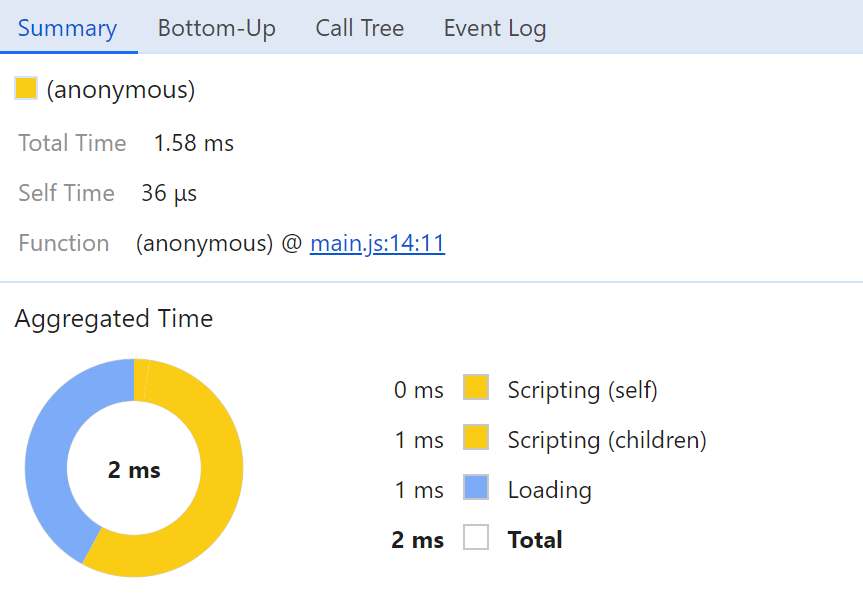 Summary Bottom-Up Call Tree Event Log
(anonymous)
Total Time 1.58 ms
Self Time 36 μs
Function (anonymous) @ main.js:14:11
Aggregated Time
2 ms
0 ms Scripting (self)
1 ms Scripting (children)
1 ms Loading
2 ms Total